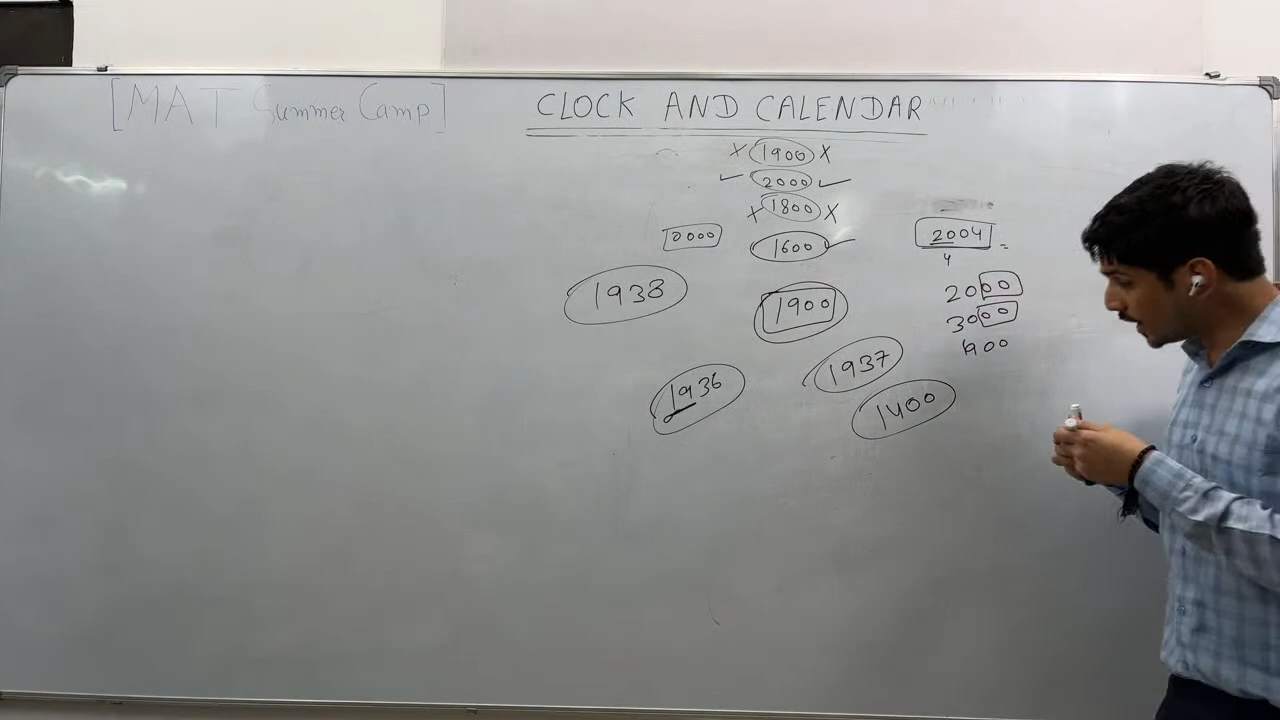 [MAT Summer Camp]
CLOCK AND CALENDAR
X 1900 X
✓ 2000 ✓
X 1800 X
0000
1600 ✓
2004 =
4
1938
1900
2000
3000
1900
1937
1936
1400